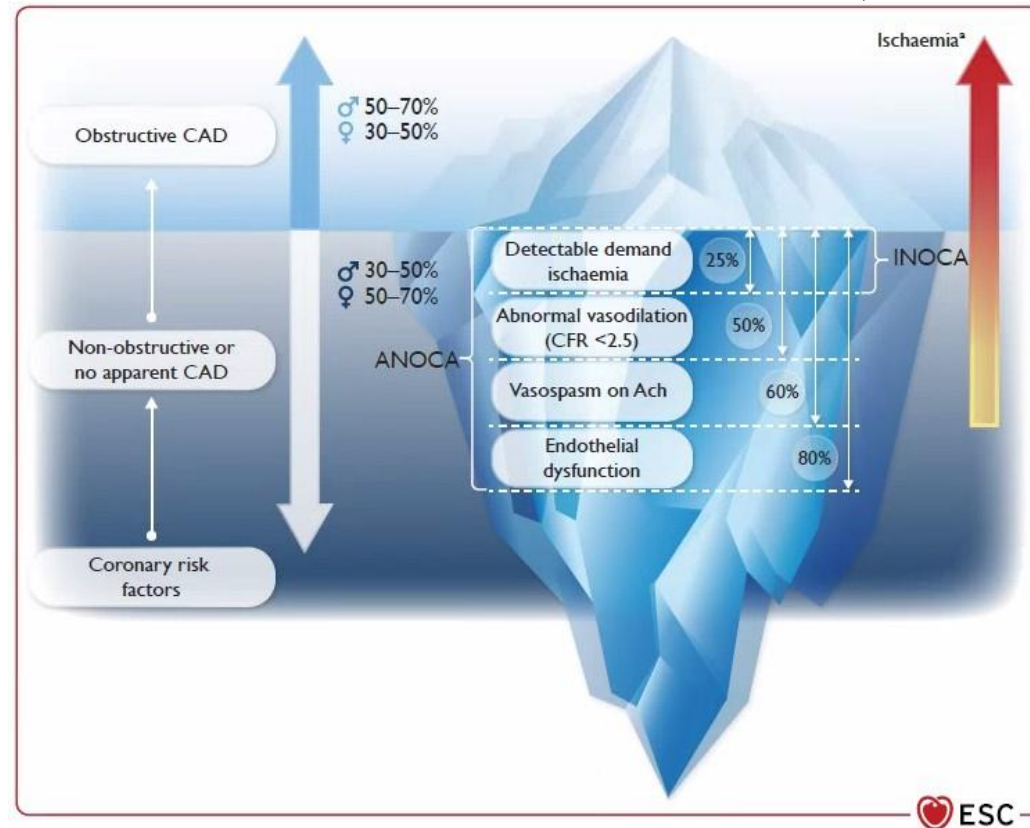 Ischaemiaª
Obstructive CAD
♂ 50–70%
♀ 30–50%
♂ 30–50%
♀ 50–70%
Non-obstructive or
no apparent CAD
Coronary risk
factors
ANOCA
Detectable demand
ischaemia
25%
INOCA
Abnormal vasodilation
(CFR <2.5)
50%
Vasospasm on Ach
60%
Endothelial
dysfunction
80%
ESC